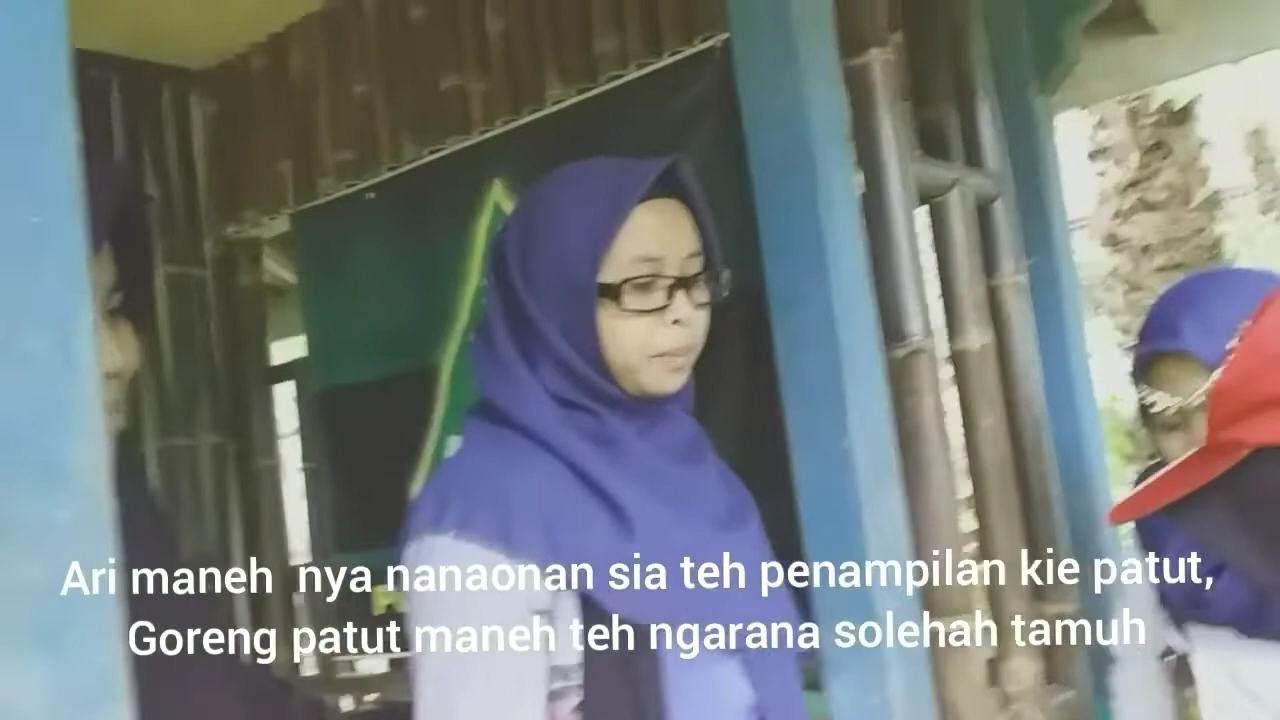 Ari maneh nya nanaonan sia teh penampilan kie patut,
Goreng patut maneh teh ngarana solehah tamuh